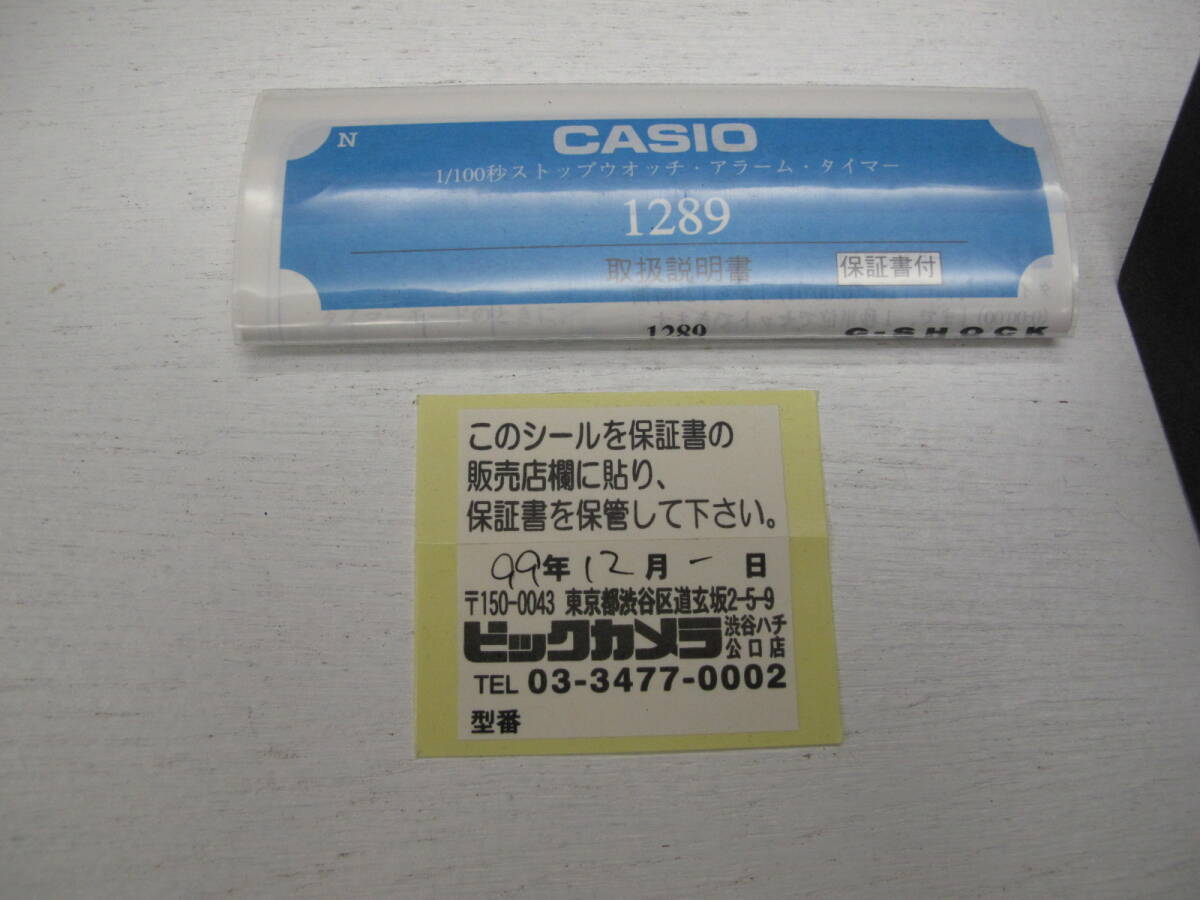 N
CASIO
1/100秒ストップウオッチ・アラーム・タイマー
1289
取扱説明書 保証書付
1289 G-SHOCK
このシールを保証書の
販売店欄に貼り、
保証書を保管して下さい。
99年12月 一 日
〒150-0043 東京都渋谷区道玄坂2-5-9
ビックカメラ 渋谷ハチ公口店
TEL 03-3477-0002
型番